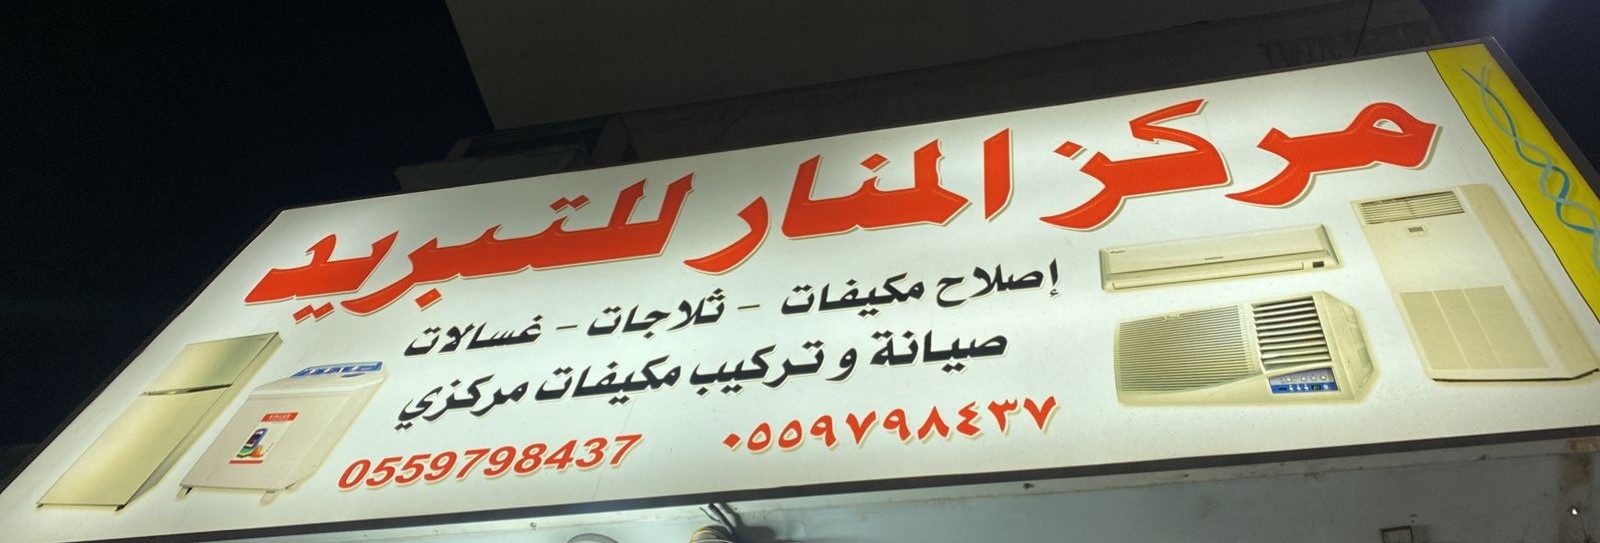 مركز المنار للتبريد
إصلاح مكيفات - ثلاجات - غسالات
صيانة و تركيب مكيفات مركزي
٠٥٥٩٧٩٨٤٣٧ 0559798437